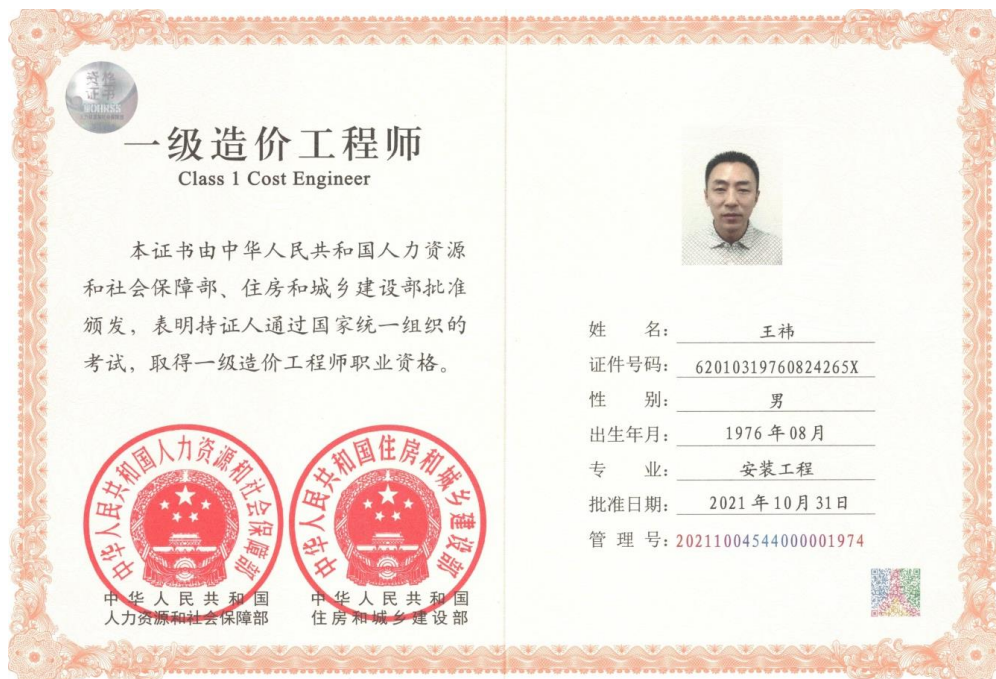 资格
证书
MOHRSS
一级造价工程师
Class 1 Cost Engineer
本证书由中华人民共和国人力资源
和社会保障部、住房和城乡建设部批准
颁发，表明持证人通过国家统一组织的
考试，取得一级造价工程师职业资格。
中华人民共和国人力资源和社会保障部
中华人民共和国住房和城乡建设部
中华人民共和国
人力资源和社会保障部
中华人民共和国
住房和城乡建设部
姓 名： 王祎
证件号码： 62010319760824265X
性 别： 男
出生年月： 1976年08月
专 业： 安装工程
批准日期： 2021年10月31日
管 理 号：20211004544000001974